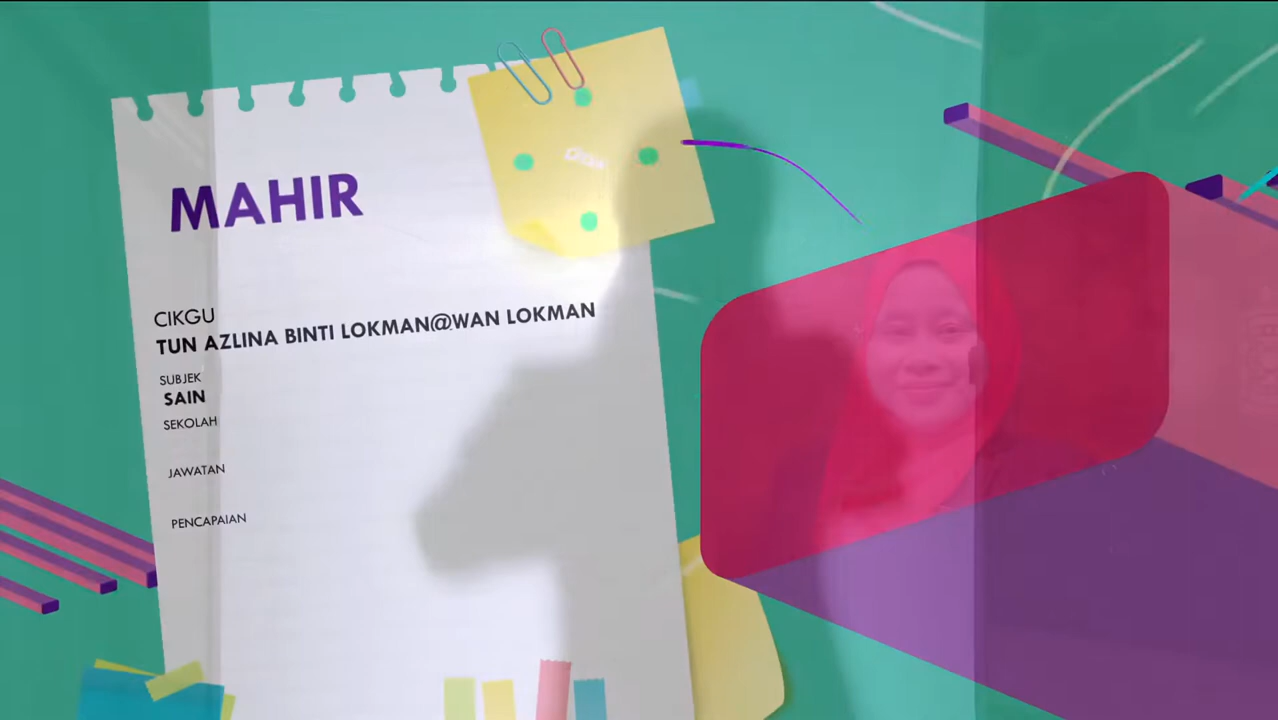 MAHIR
CIKGU
TUN AZLINA BINTI LOKMAN@WAN LOKMAN
SUBJEK
SAIN
SEKOLAH
JAWATAN
PENCAPAIAN